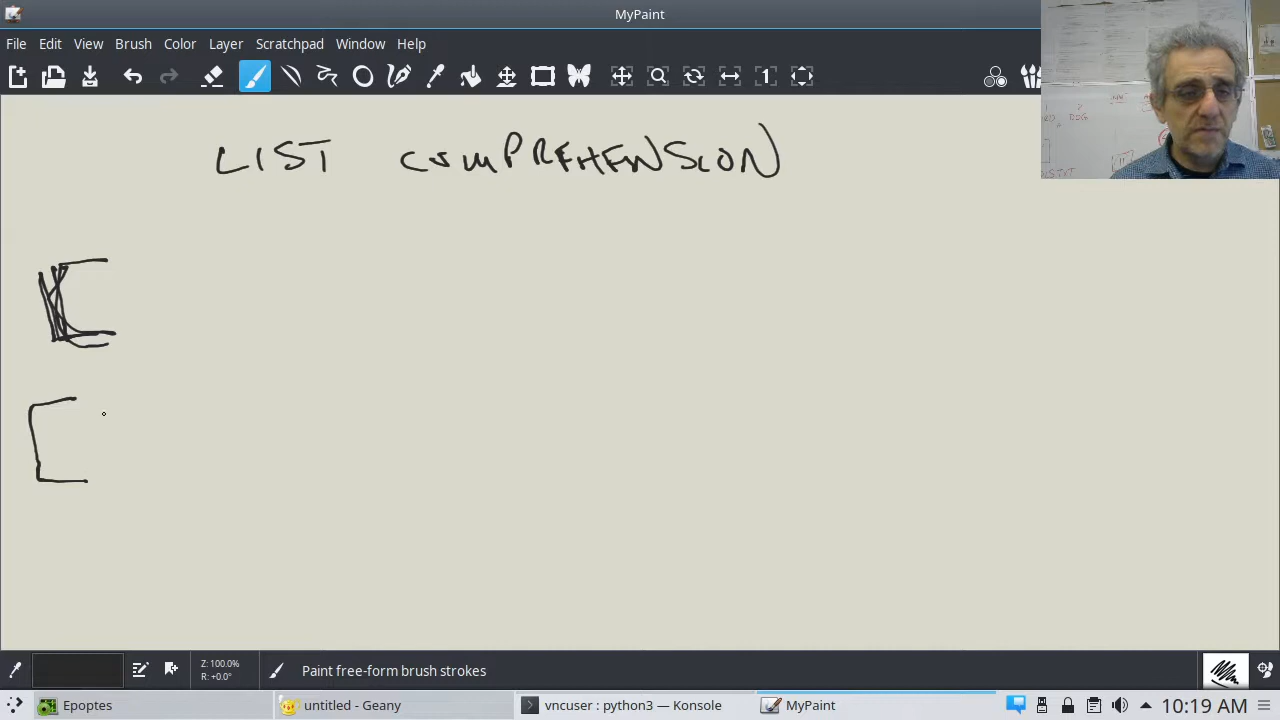 MyPaint
File Edit View Brush Color Layer Scratchpad Window Help
LIST COMPREHENSION
[
[
Z: 100.0%
R: +0.0°
Paint free-form brush strokes
Epoptes
untitled - Geany
vncuser : python3 — Konsole
MyPaint
10:19 AM